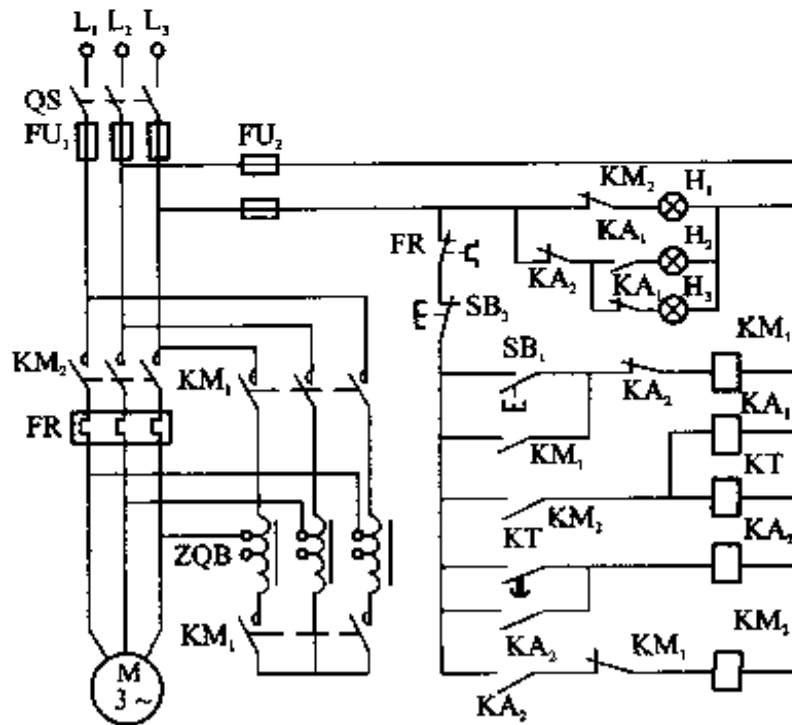 L₁ L₂ L₃
QS
FU₁ FU₂
KM₂ H₁
FR KA₁ H₂
KA₂ KA₁ H₃
SB₂
KM₁
KM₂ KM₁ SB₁
KA₂
KA₁
FR
KM₁
KT
KM₂
ZQB KT
KA₂
KM₁
KA₂ KM₁ KM₂
M
3 ~
KA₂